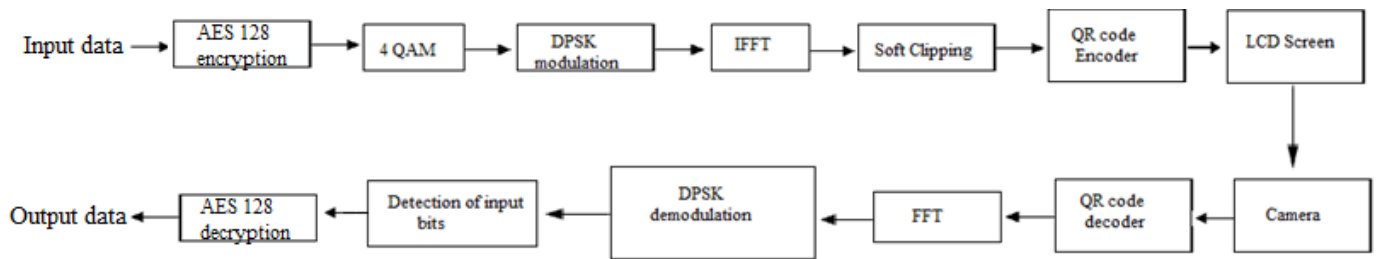 Input data
AES 128
encryption
4 QAM
DPSK
modulation
IFFT
Soft Clipping
QR code
Encoder
LCD Screen
Output data
AES 128
decryption
Detection of input
bits
DPSK
demodulation
FFT
QR code
decoder
Camera